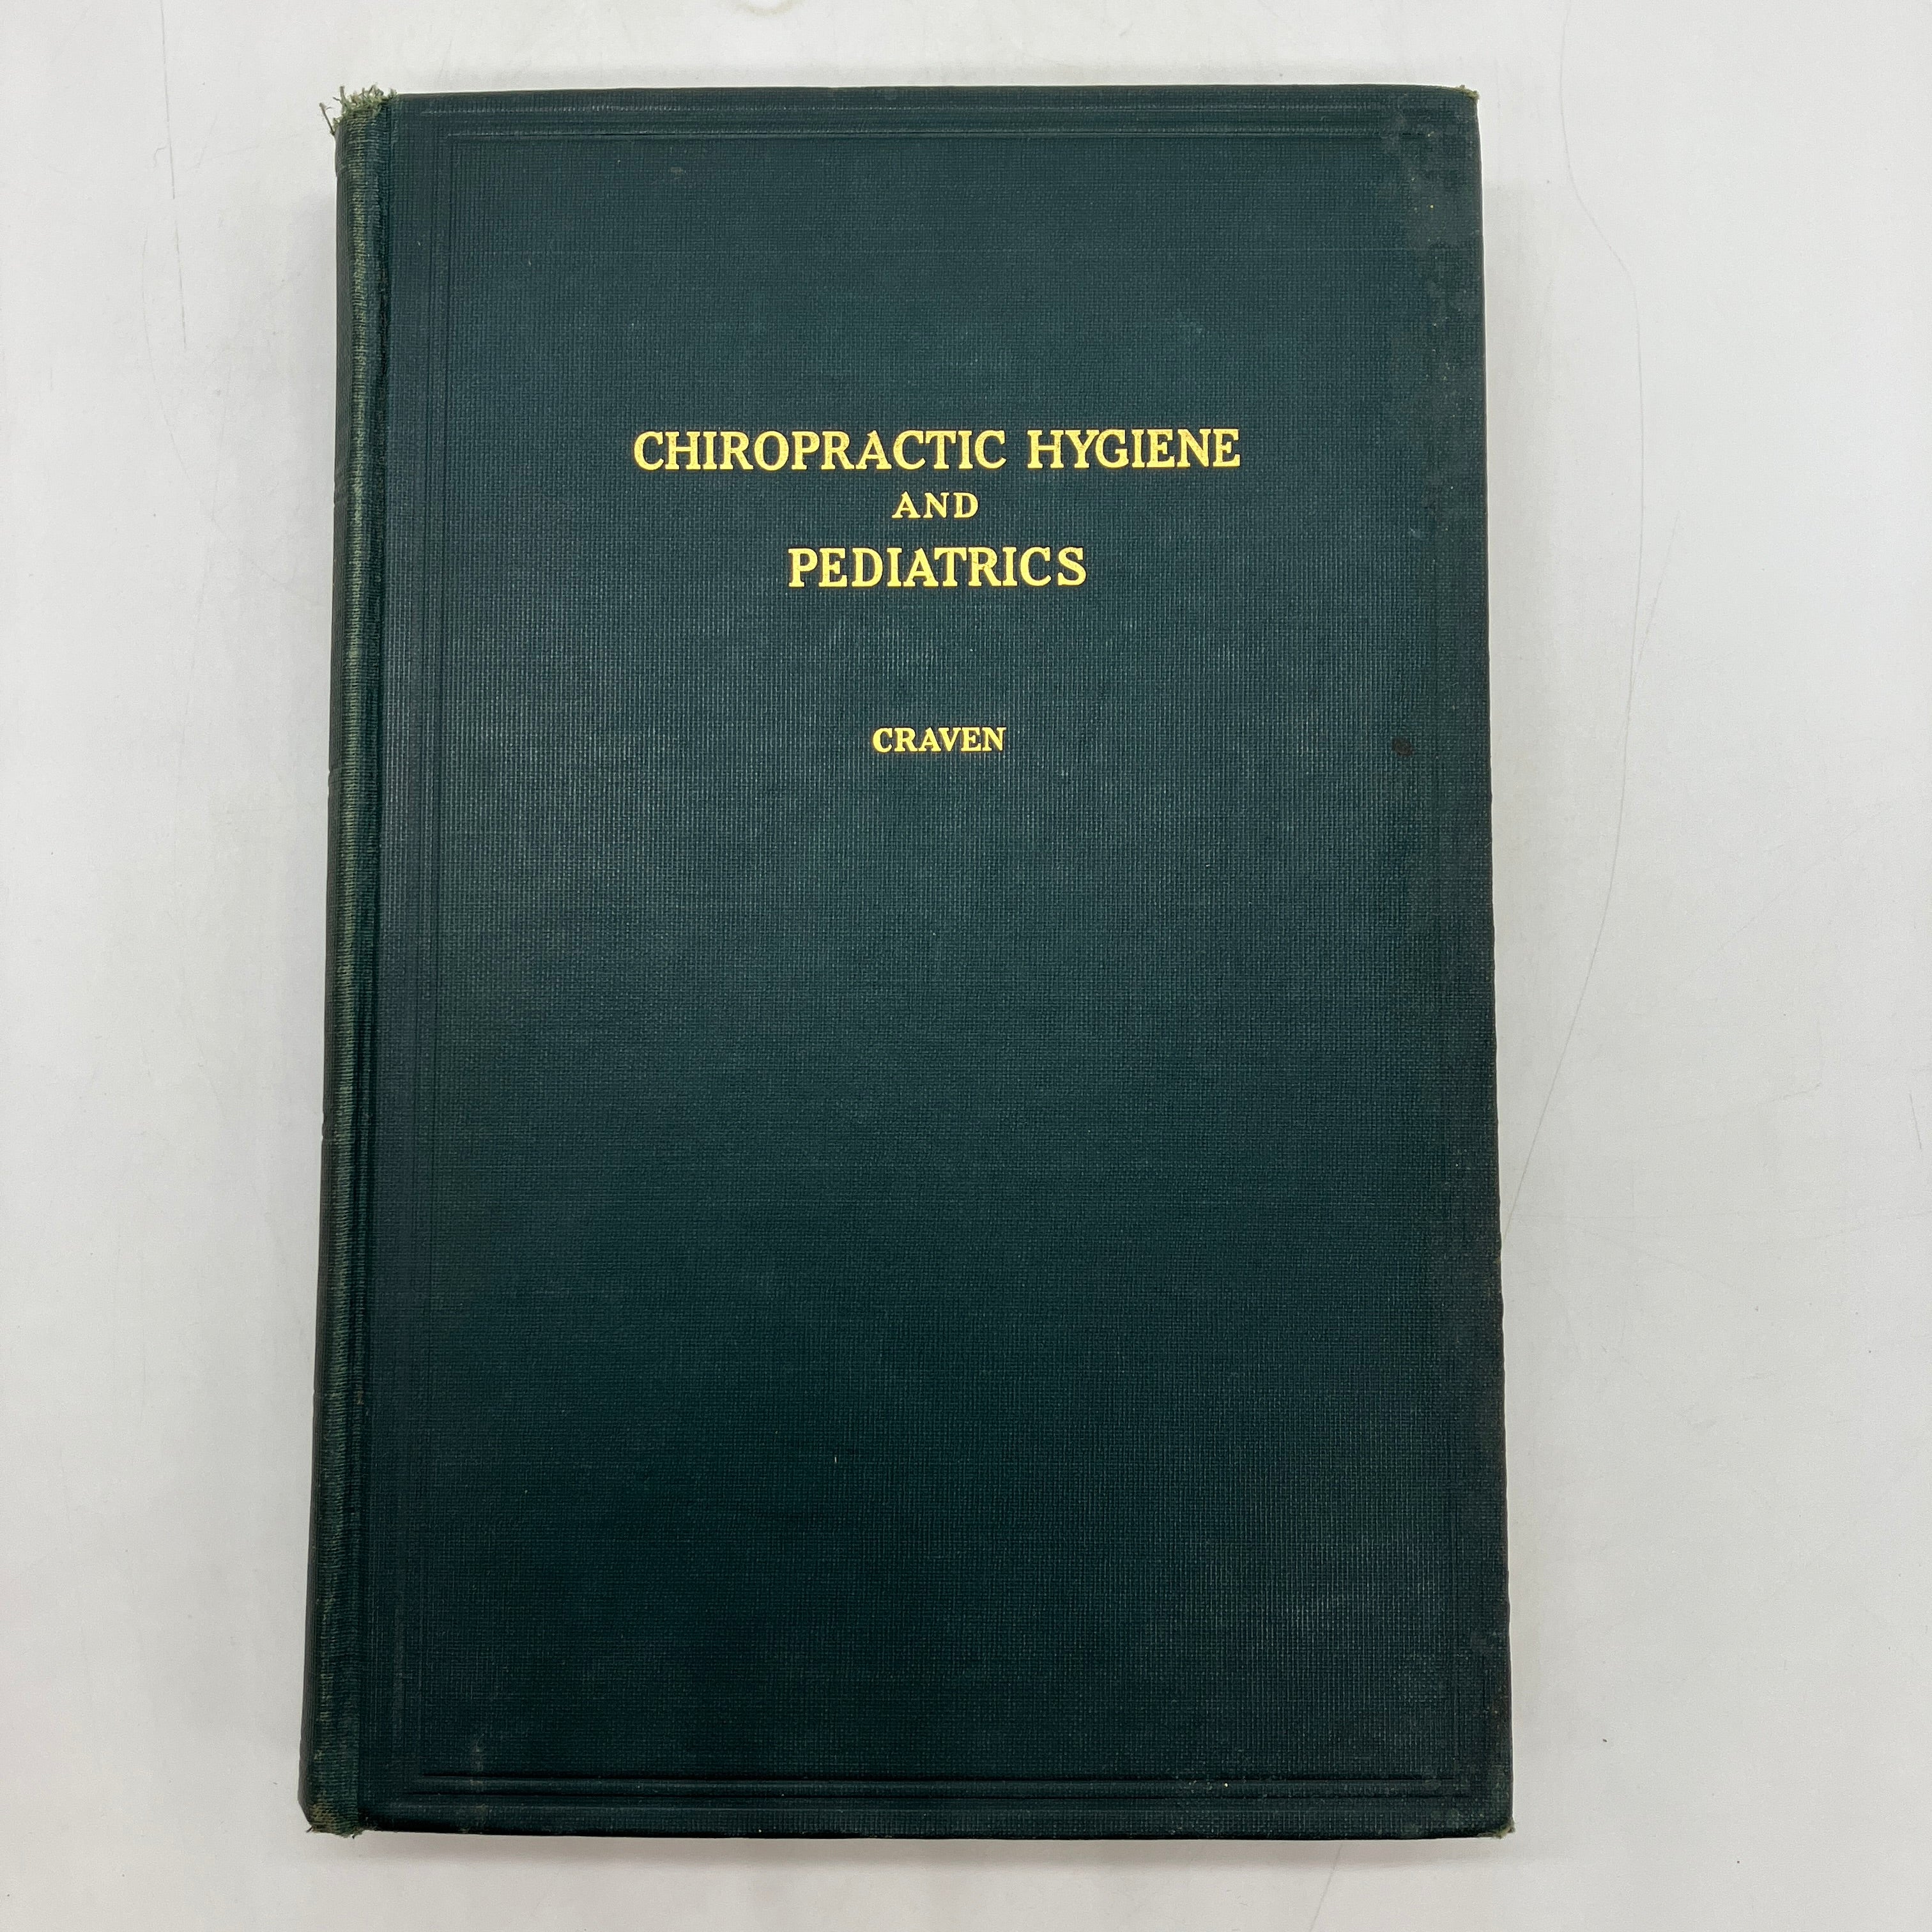 CHIROPRACTIC HYGIENE
AND
PEDIATRICS
CRAVEN